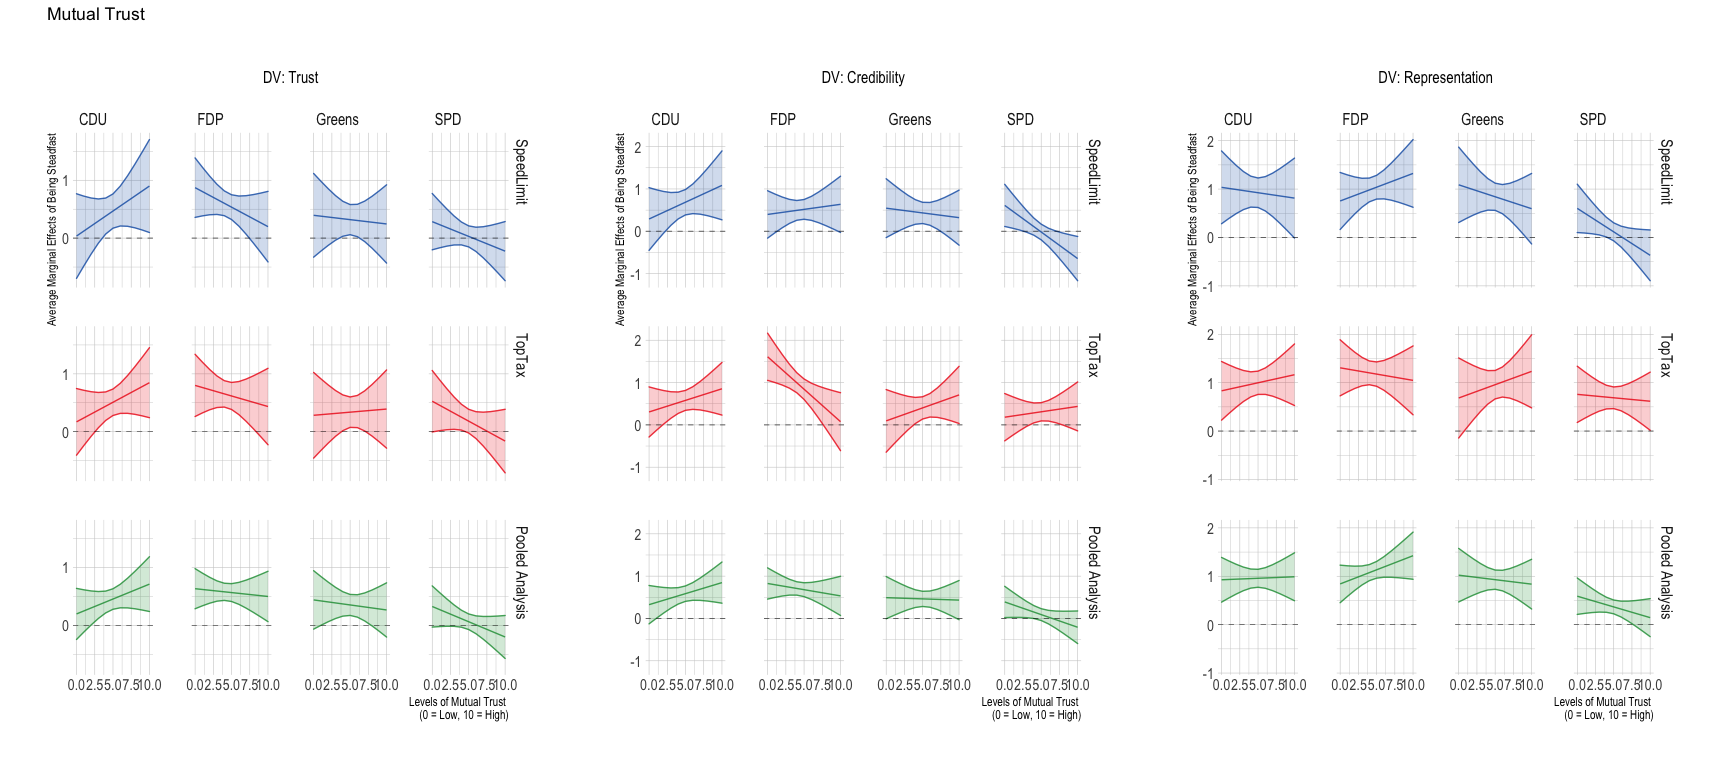 Mutual Trust
DV: Trust
CDU FDP Greens SPD
Average Marginal Effects of Being Steadfast
1
0
SpeedLimit
1
0
TopTax
1
0
Pooled Analysis
0.02.55.07.510.0 0.02.55.07.510.0 0.02.55.07.510.0 0.02.55.07.510.0
Levels of Mutual Trust
(0 = Low, 10 = High)
DV: Credibility
CDU FDP Greens SPD
Average Marginal Effects of Being Steadfast
2
1
0
-1
SpeedLimit
2
1
0
-1
TopTax
2
1
0
-1
Pooled Analysis
0.02.55.07.510.0 0.02.55.07.510.0 0.02.55.07.510.0 0.02.55.07.510.0
Levels of Mutual Trust
(0 = Low, 10 = High)
DV: Representation
CDU FDP Greens SPD
Average Marginal Effects of Being Steadfast
2
1
0
-1
SpeedLimit
2
1
0
-1
TopTax
2
1
0
-1
Pooled Analysis
0.02.55.07.510.0 0.02.55.07.510.0 0.02.55.07.510.0 0.02.55.07.510.0
Levels of Mutual Trust
(0 = Low, 10 = High)